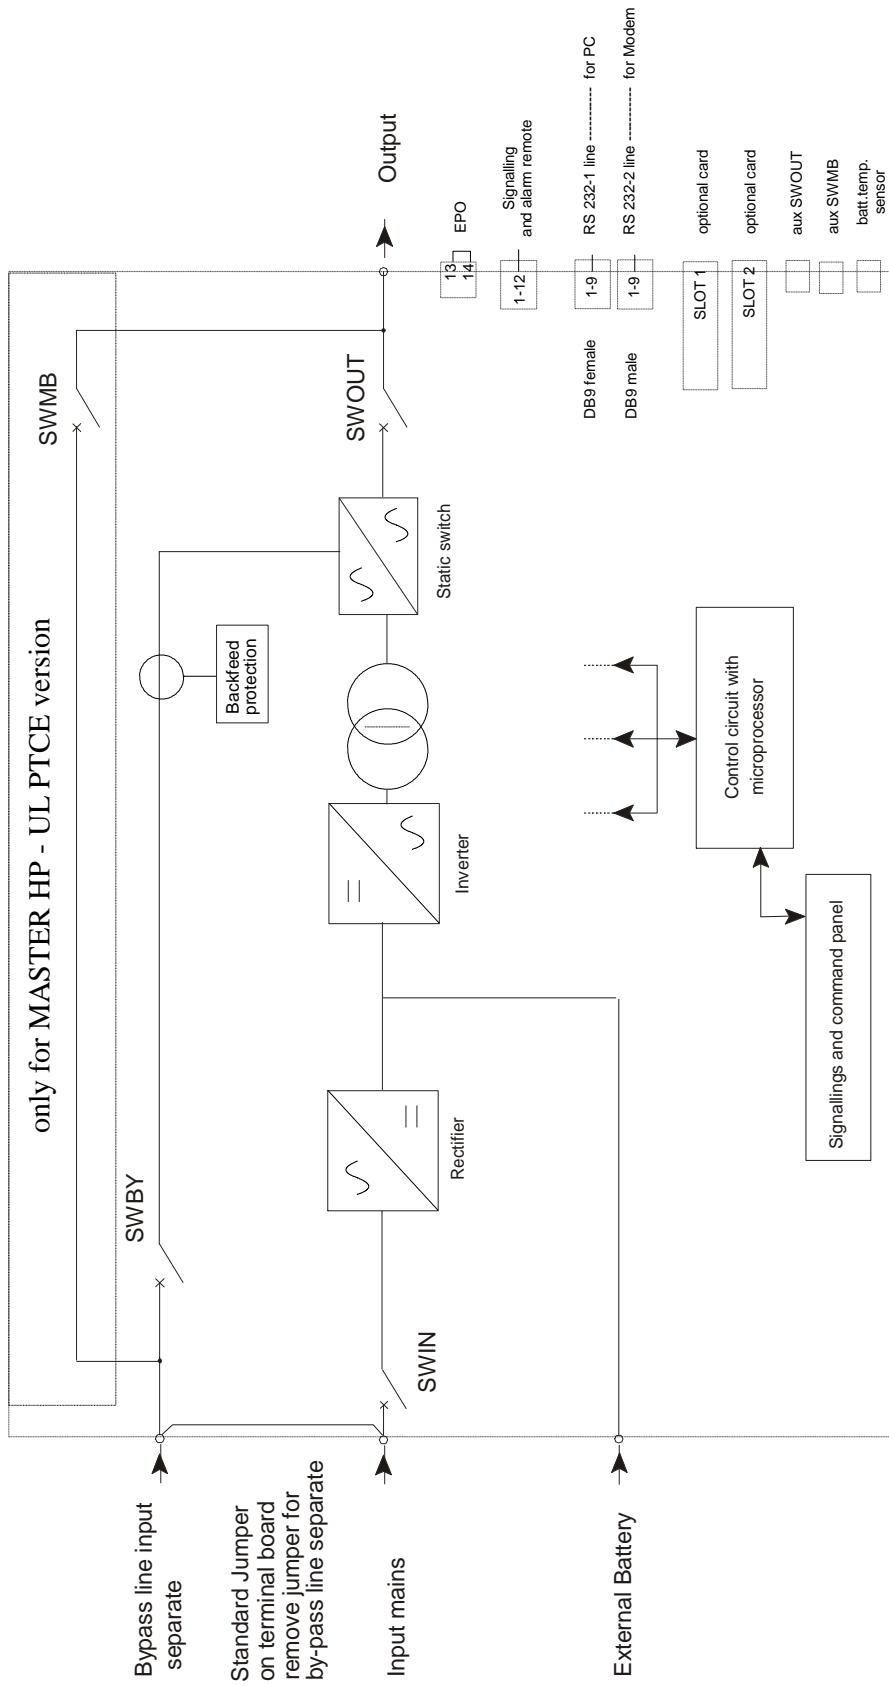 only for MASTER HP - UL PTCE version
SWMB
SWBY
Backfeed
protection
SWOUT
Static switch
Inverter
Rectifier
SWIN
Bypass line input
separate
Standard Jumper
on terminal board
remove jumper for
by-pass line separate
Input mains
External Battery
Output
13
14
EPO
1-12
Signalling
and alarm remote
DB9 female
1-9
RS 232-1 line ----------- for PC
DB9 male
1-9
RS 232-2 line ----------- for Modem
SLOT 1
optional card
SLOT 2
optional card
aux SWOUT
aux SWMB
batt.temp.
sensor
Control circuit with
microprocessor
Signallings and command panel